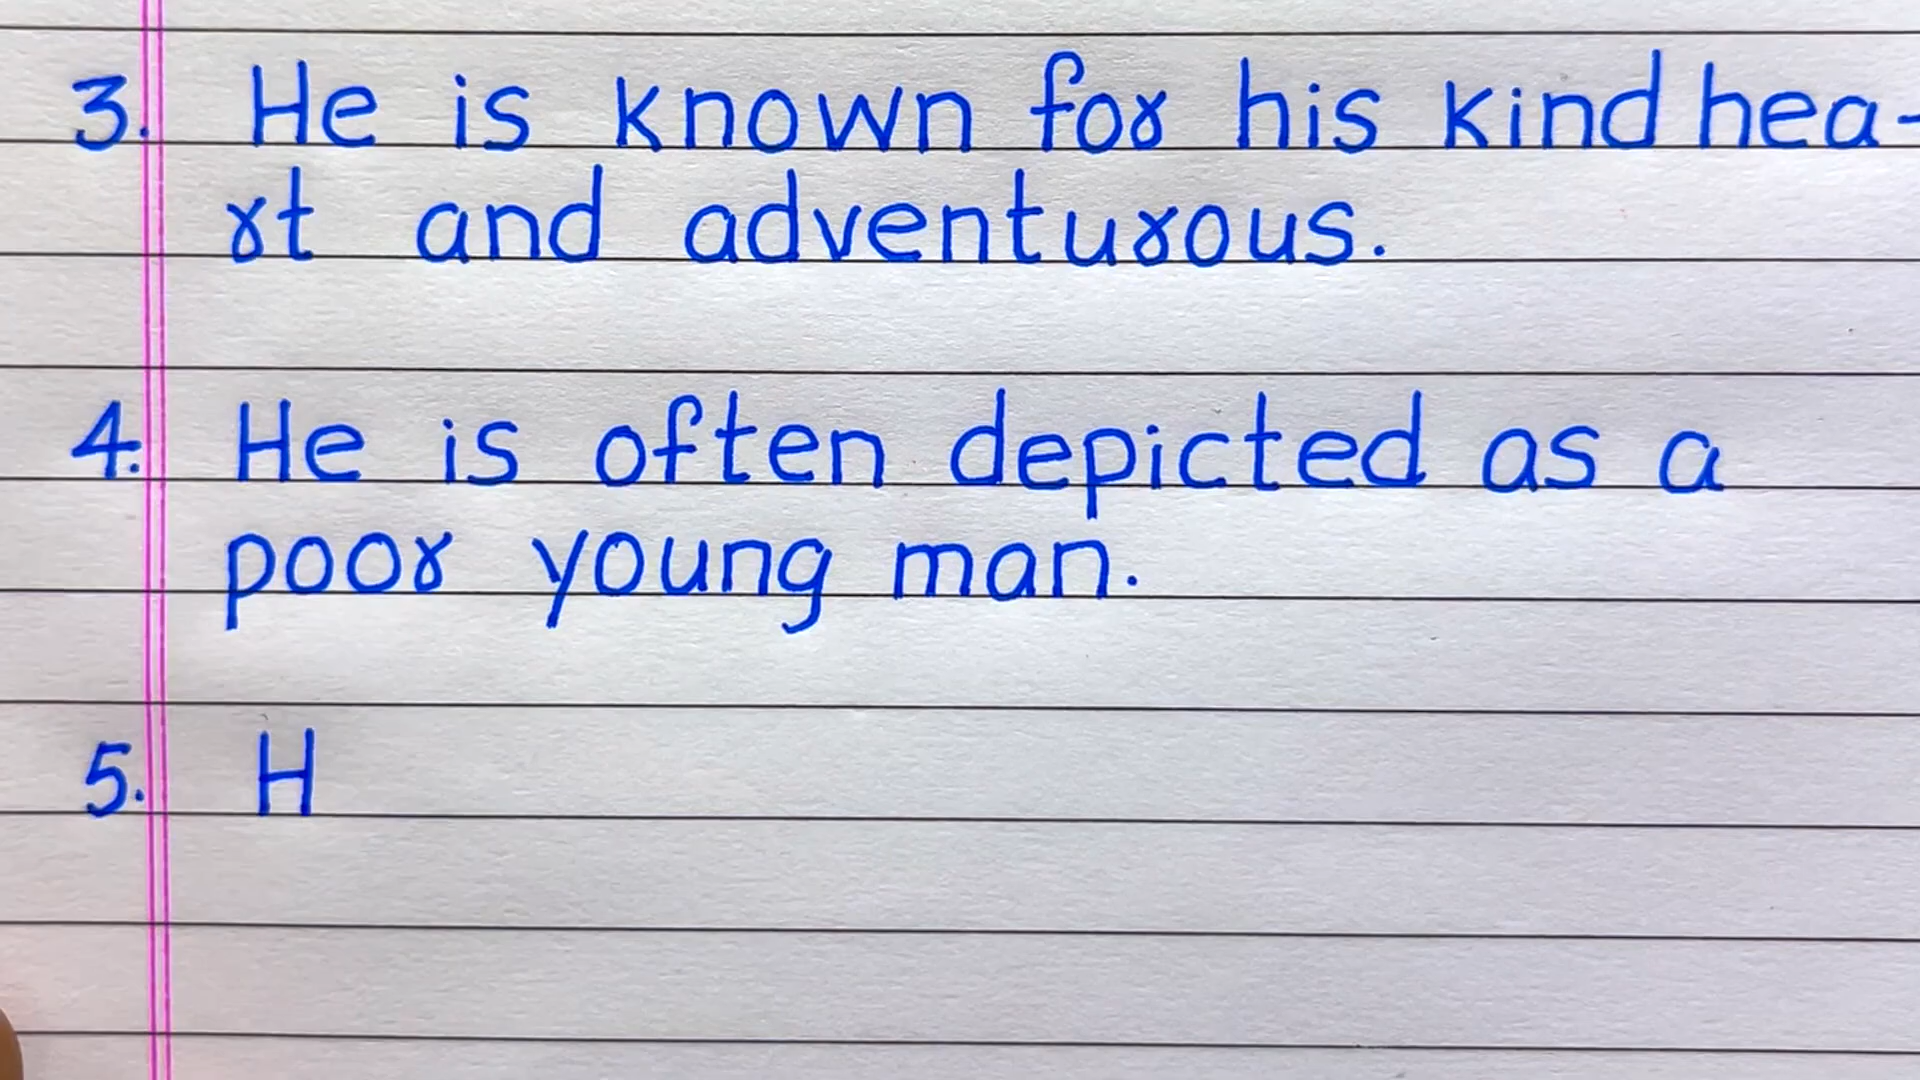 3. He is known for his kind hea-
rt and adventurous.
4. He is often depicted as a
poor young man.
5. H